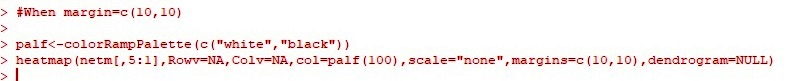 > #When margin=c(10,10)
>
> palf<-colorRampPalette(c("white","black"))
> heatmap(netm[,5:1],Rowv=NA,Colv=NA,col=palf(100),scale="none",margins=c(10,10),dendrogram=NULL)
>